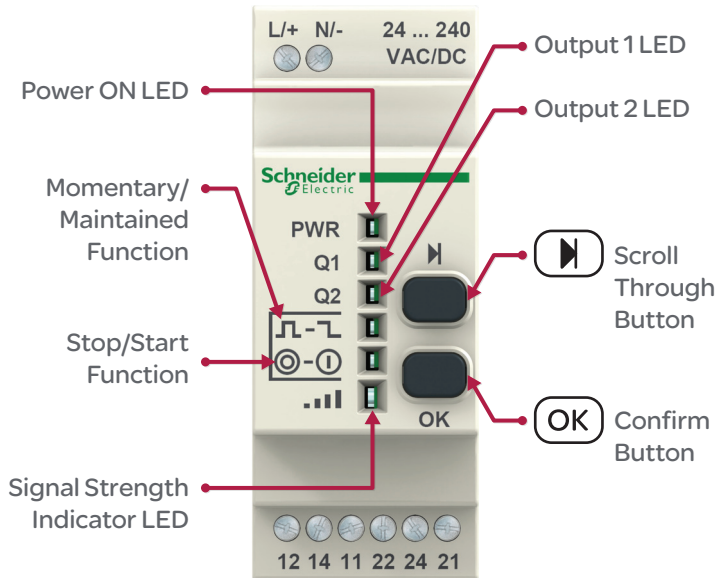 L/+ N/- 24 ... 240
VAC/DC
Output 1 LED
Power ON LED
Output 2 LED
Schneider
Electric
Momentary/
Maintained
Function
PWR
Q1
Q2
Scroll
Through
Button
Stop/Start
Function
OK
OK Confirm
Button
Signal Strength
Indicator LED
12 14 11 22 24 21